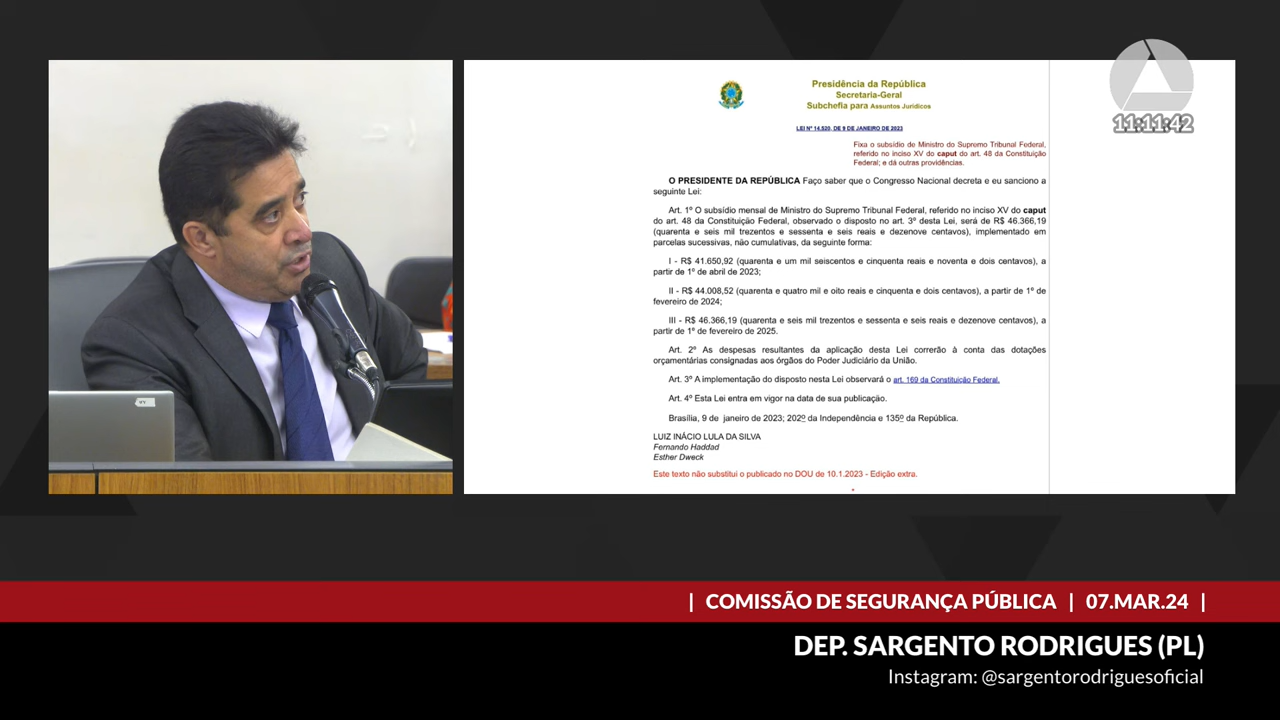 11:11:42
Presidência da República
Secretaria-Geral
Subchefia para Assuntos Jurídicos
LEI Nº 14.520, DE 9 DE JANEIRO DE 2023
Fixa o subsídio de Ministro do Supremo Tribunal Federal,
referido no inciso XV do caput do art. 48 da Constituição
Federal; e dá outras providências.
O PRESIDENTE DA REPÚBLICA Faço saber que o Congresso Nacional decreta e eu sanciono a
seguinte Lei:
Art. 1º O subsídio mensal de Ministro do Supremo Tribunal Federal, referido no inciso XV do caput
do art. 48 da Constituição Federal, observado o disposto no art. 3º desta Lei, será de R$ 46.366,19
(quarenta e seis mil trezentos e sessenta e seis reais e dezenove centavos), implementado em
parcelas sucessivas, não cumulativas, da seguinte forma:
I - R$ 41.650,92 (quarenta e um mil seiscentos e cinquenta reais e noventa e dois centavos), a
partir de 1º de abril de 2023;
II - R$ 44.008,52 (quarenta e quatro mil e oito reais e cinquenta e dois centavos), a partir de 1º de
fevereiro de 2024;
III - R$ 46.366,19 (quarenta e seis mil trezentos e sessenta e seis reais e dezenove centavos), a
partir de 1º de fevereiro de 2025.
Art. 2º As despesas resultantes da aplicação desta Lei correrão à conta das dotações
orçamentárias consignadas aos órgãos do Poder Judiciário da União.
Art. 3º A implementação do disposto nesta Lei observará o art. 169 da Constituição Federal.
Art. 4º Esta Lei entra em vigor na data de sua publicação.
Brasília, 9 de janeiro de 2023; 202º da Independência e 135º da República.
LUIZ INÁCIO LULA DA SILVA
Fernando Haddad
Esther Dweck
Este texto não substitui o publicado no DOU de 10.1.2023 - Edição extra.
| COMISSÃO DE SEGURANÇA PÚBLICA | 07.MAR.24 |
DEP. SARGENTO RODRIGUES (PL)
Instagram: @sargentorodriguesoficial